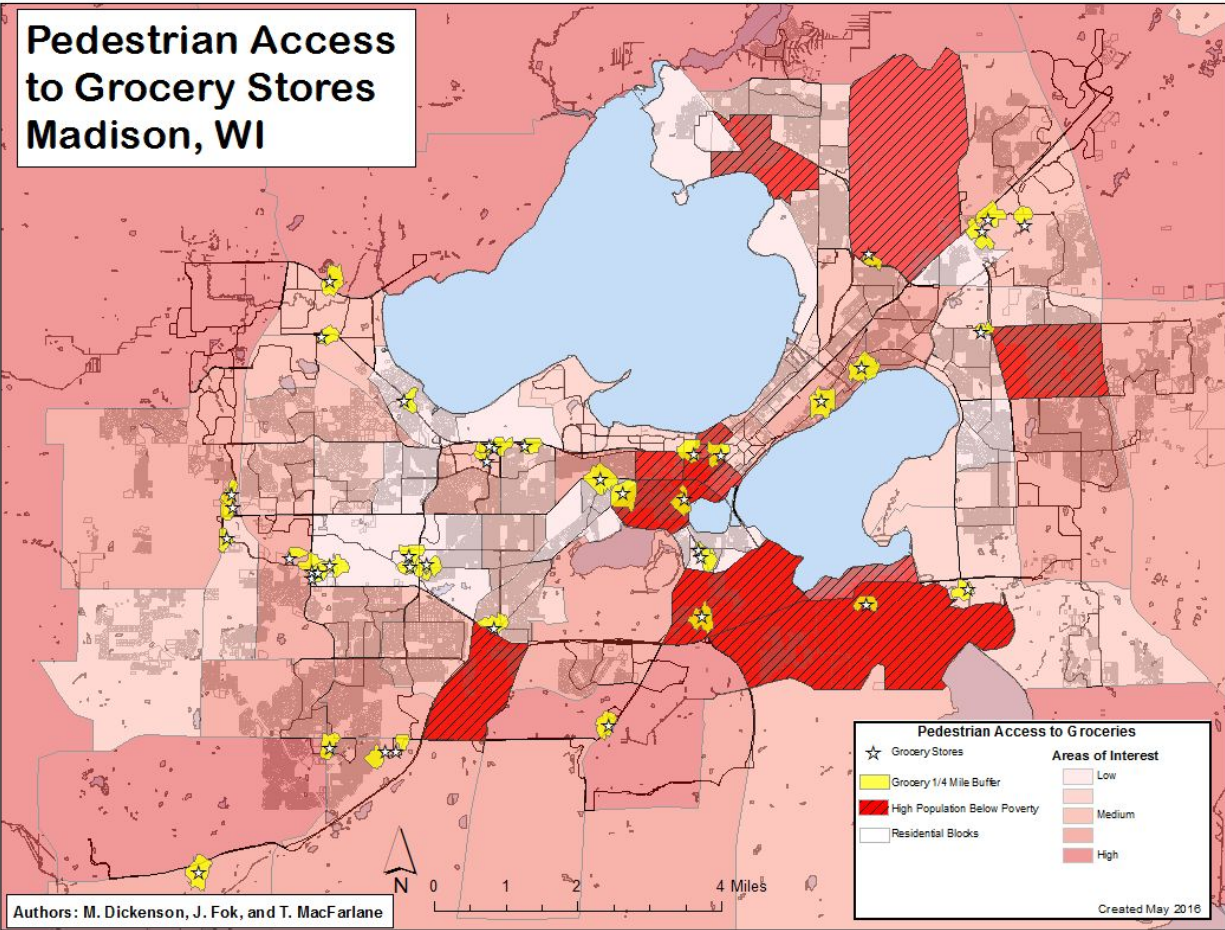 Pedestrian Access
to Grocery Stores
Madison, WI
Pedestrian Access to Groceries
Grocery Stores
Grocery 1/4 Mile Buffer
High Population Below Poverty
Residential Blocks
Areas of Interest
Low
Medium
High
Created May 2016
N
0 1 2 4 Miles
Authors: M. Dickenson, J. Fok, and T. MacFarlane